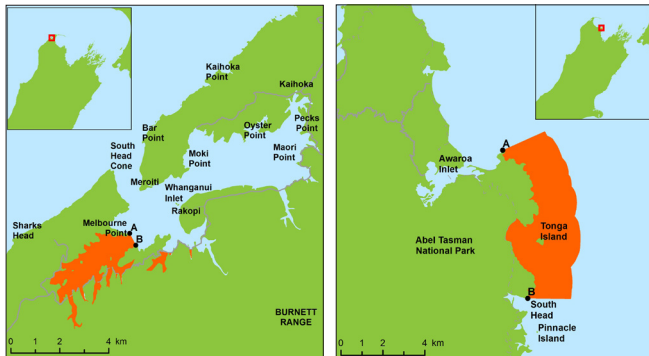 Kaihoka
Point
Kaihoka
Bar
Point
Oyster
Point
Pecks
Point
South
Head
Cone
Moki
Point
Maori
Point
Meroiti
Whanganui
Inlet
Rakopi
Sharks
Head
Melbourne
Point
A
B
BURNETT
RANGE
0 2 4 km
A
Awaroa
Inlet
Tonga
Island
Abel Tasman
National Park
B
South
Head
Pinnacle
Island
0 2 4 km